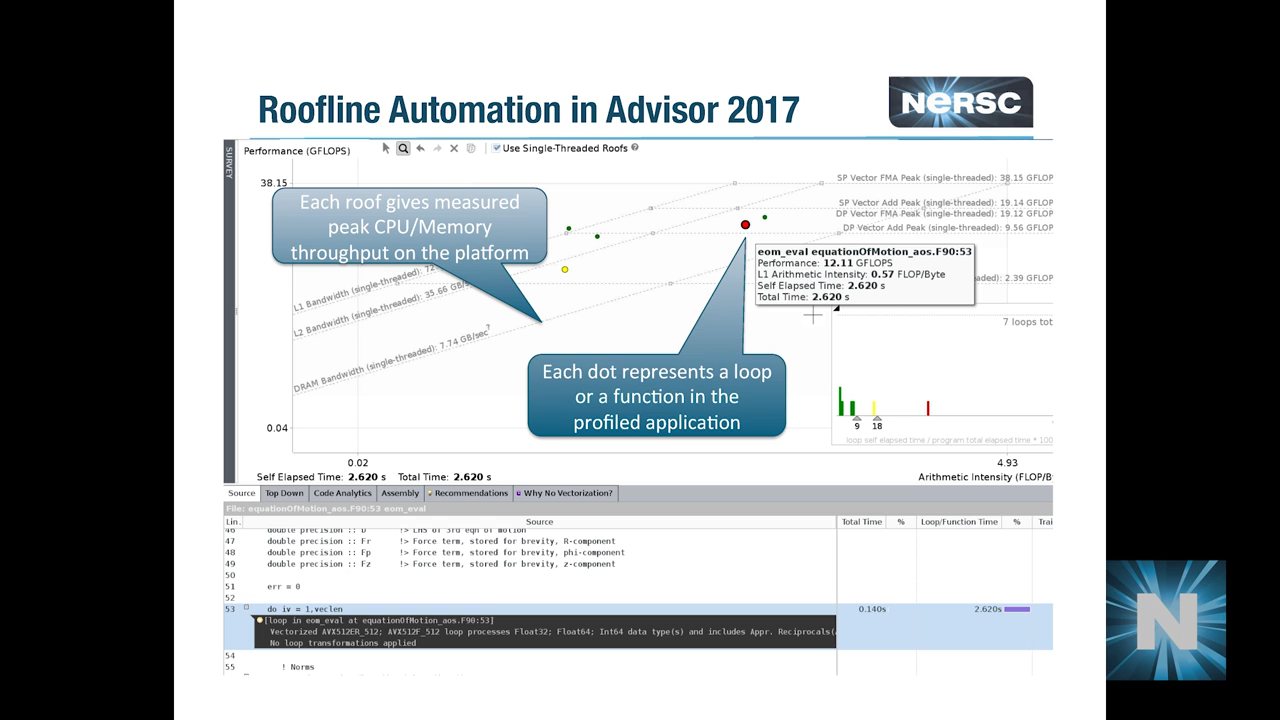 Roofline Automation in Advisor 2017
NERSC
SURVEY
Performance (GFLOPS)
Use Single-Threaded Roofs
38.15
SP Vector FMA Peak (single-threaded): 38.15 GFLOP
SP Vector Add Peak (single-threaded): 19.14 GFLOP
DP Vector FMA Peak (single-threaded): 19.12 GFLOP
DP Vector Add Peak (single-threaded): 9.56 GFLOP
Each roof gives measured
peak CPU/Memory
throughput on the platform
eom_eval equationOfMotion_aos.F90:53
Performance: 12.11 GFLOPS
L1 Arithmetic Intensity: 0.57 FLOP/Byte
Self Elapsed Time: 2.620 s
Total Time: 2.620 s
2.39 GFLOP
L1 Bandwidth (single-threaded):
L2 Bandwidth (single-threaded): 35.66
DRAM Bandwidth (single-threaded): 7.74 GB/sec
?
7 loops tot
Each dot represents a loop
or a function in the
profiled application
9 18
loop self elapsed time / program total elapsed time * 100
0.04
0.02
4.93
Self Elapsed Time: 2.620 s Total Time: 2.620 s
Arithmetic Intensity (FLOP/B
Source Top Down Code Analytics Assembly Recommendations Why No Vectorization?
File: equationOfMotion_aos.F90:53 eom_eval
Lin. Source Total Time % Loop/Function Time % Trai
46 double precision :: D !> LHS of 3rd eqn of motion
47 double precision :: Fr !> Force term, stored for brevity, R-component
48 double precision :: Fp !> Force term, stored for brevity, phi-component
49 double precision :: Fz !> Force term, stored for brevity, z-component
50
51 err = 0
52
53 do iv = 1,veclen 0.140s 2.620s
[loop in eom_eval at equationOfMotion_aos.F90:53]
Vectorized AVX512ER_512; AVX512F_512 loop processes Float32; Float64; Int64 data type(s) and includes Appr. Reciprocals(
No loop transformations applied
54
55 ! Norms
N